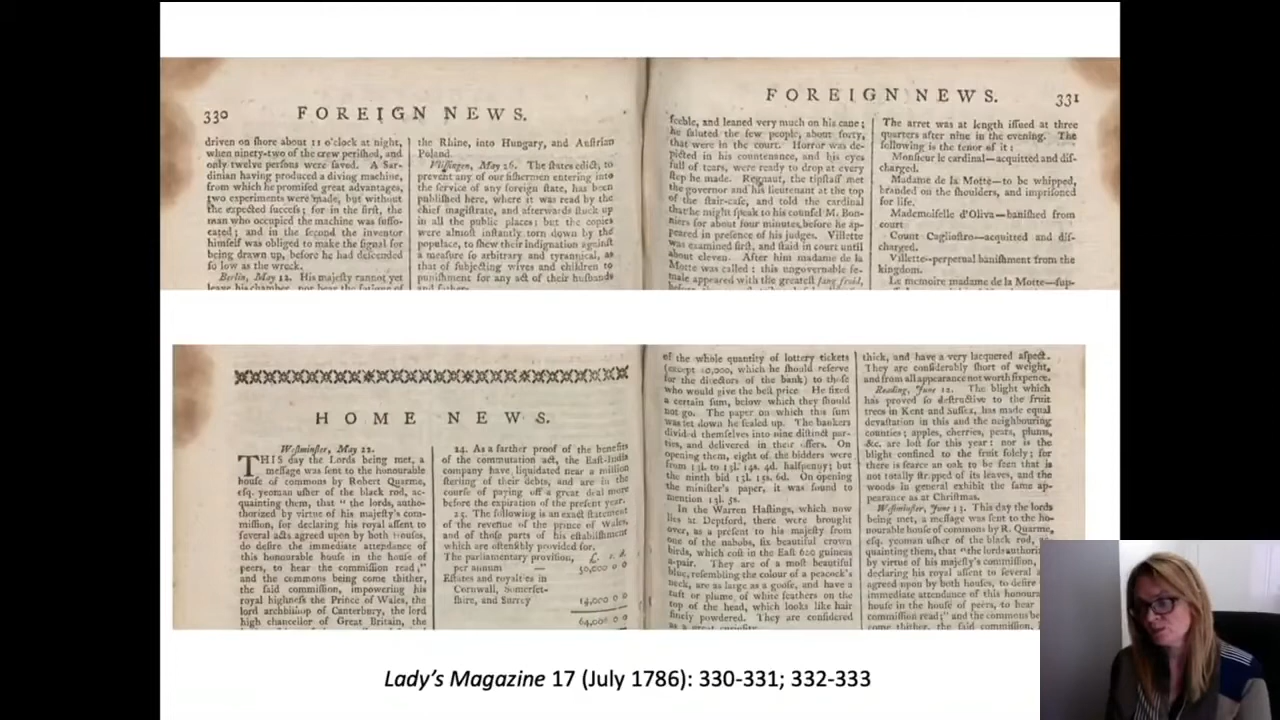 330 FOREIGN NEWS.
driven on ſhore about 11 o'clock at night,
when ninety-two of the crew periſhed, and
only twelve perſons were ſaved. A Sar-
dinian having produced a diving machine,
from which he promiſed great advantages,
two experiments were made, but without
the expected ſucceſs; for in the firſt, the
man who occupied the machine was ſuffo-
cated; and in the ſecond the inventor
himſelf was obliged to make the ſignal for
being drawn up, before he had deſcended
ſo low as the wreck.
Berlin, May 12. His majeſty cannot yet
leave his chamber, nor bear the fatigue of
the Rhine, into Hungary, and Auſtrian
Poland.
Vliſſingen, May 26. The ſtates edict, to
prevent any of our fiſhermen entering into
the ſervice of any foreign ſtate, has been
publiſhed here, where it was read by the
chief magiſtrate, and afterwards ſtuck up
in all the public places; but the copies
were almoſt inſtantly torn down by the
populace, to ſhew their indignation againſt
a meaſure ſo arbitrary and tyrannical, as
that of ſubjecting wives and children to
puniſhment for any act of their huſbands
and father.
FOREIGN NEWS. 331
feeble, and leaned very much on his cane;
he ſaluted the few people, about forty,
that were in the court. Horror was de-
picted in his countenance, and his eyes
full of tears, were ready to drop at every
ſtep he made. Regnaut, the tipſtaff met
the governor and his lieutenant at the top
of the ſtair-caſe, and told the cardinal
that he might ſpeak to his counſel M. Bon-
niers for about four minutes, before he ap-
peared in preſence of his judges. Villette
was examined firſt, and ſtaid in court until
about eleven. After him madame de la
Motte was called: this ungovernable fe-
male appeared with the greateſt ſang froid,
The arret was at length iſſued at three
quarters after nine in the evening. The
following is the tenor of it:
Monſieur le cardinal—acquitted and diſ-
charged.
Madame de la Motte—to be whipped,
branded on the ſhoulders, and impriſoned
for life.
Mademoiſelle d'Oliva—baniſhed from
court
Count Caglioſtro—acquitted and diſ-
charged.
Villette—perpetual baniſhment from the
kingdom.
La memoire madame de la Motte—ſup-
HOME NEWS.
Weſtminſter, May 22.
THIS day the Lords being met, a
meſſage was ſent to the honourable
houſe of commons by Robert Quarme,
eſq. yeoman uſher of the black rod, ac-
quainting them, that "the lords, autho-
rized by virtue of his majeſty's com-
miſſion, for declaring his royal aſſent to
ſeveral acts agreed upon by both houſes,
do deſire the immediate attendance of
this honourable houſe in the houſe of
peers, to hear the commiſſion read;"
and the commons being come thither,
the ſaid commiſſion, impowering his
royal highneſs the Prince of Wales, the
lord archbiſhop of Canterbury, the lord
high chancellor of Great Britain, the
24. As a farther proof of the benefits
of the commutation act, the Eaſt-India
company have liquidated near a million
ſterling of their debts, and are in the
courſe of paying off a great deal more
before the expiration of the preſent year.
25. The following is an exact ſtatement
of the revenue of the prince of Wales,
and of thoſe parts of his eſtabliſhment
which are oſtenſibly provided for.
The parliamentary proviſion, £. s. d.
per annum — 50,000 0 0
Eſtates and royalties in
Cornwall, Somerſet-
ſhire, and Surrey 14,000 0 0
64,000 0 0
of the whole quantity of lottery tickets
(except 10,000, which he ſhould reſerve
for the directors of the bank) to thoſe
who would give the beſt price He fixed
a certain ſum, below which they ſhould
not go. The paper on which this ſum
was ſet down he ſealed up. The bankers
divided themſelves into nine diſtinct par-
ties, and delivered in their offers. On
opening them, eight of the bidders were
from 13l. to 13l. 14s. 4d. halfpenny; but
the ninth bid 13l. 15s. 6d. On opening
the miniſter's paper, it was found to
mention 13l. 5s.
In the Warren Haſtings, which now
lies at Deptford, there were brought
over, as a preſent to his majeſty from one
of the nabobs, ſix beautiful crown
birds, which coſt in the Eaſt 620 guineas
a-pair. They are of a moſt beautiful
blue, reſembling the colour of a peacock's
neck, are as large as a gooſe, and have a
tuft or plume of white feathers on the
top of the head, which looks like hair
finely powdered. They are conſidered
as a great curioſity.
thick, and have a very lacquered aſpect.
They are conſiderably ſhort of weight,
and from all appearance not worth ſixpence.
Reading, June 12. The blight which
has proved ſo deſtructive to the fruit
trees in Kent and Suſſex, has made equal
devaſtation in this and the neighbouring
counties; apples, cherries, pears, plums,
&c. are loſt for this year: nor is the
blight confined to the fruit ſolely; for
there is ſcarce an oak to be ſeen that is
not totally ſtripped of its leaves, and the
woods in general exhibit the ſame ap-
pearance as at Chriſtmas.
Weſtminſter, June 13. This day the lords
being met, a meſſage was ſent to the ho-
nourable houſe of commons by R. Quarme,
eſq. yeoman uſher of the black rod, ac-
quainting them, that "the lords authori
by virtue of his majeſty's commiſſion,
declaring his royal aſſent to ſeveral a
agreed upon by both houſes, to deſire
immediate attendance of this honoura
houſe in the houſe of peers, to hear
commiſſion read;" and the commons be
come thither, the ſaid commiſſion,
Lady's Magazine 17 (July 1786): 330-331; 332-333